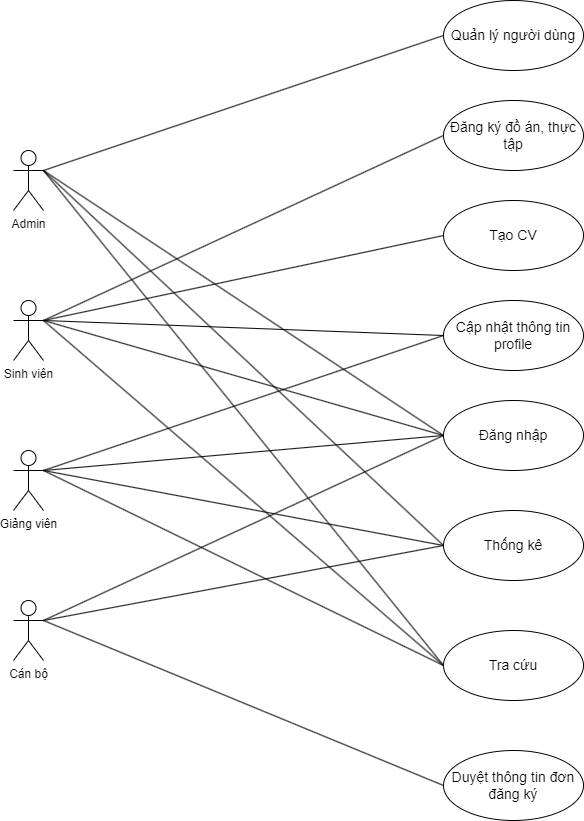 Quản lý người dùng
Đăng ký đồ án, thực
tập
Admin
Tạo CV
Sinh viên
Cập nhật thông tin
profile
Đăng nhập
Giảng viên
Thống kê
Cán bộ
Tra cứu
Duyệt thông tin đơn
đăng ký